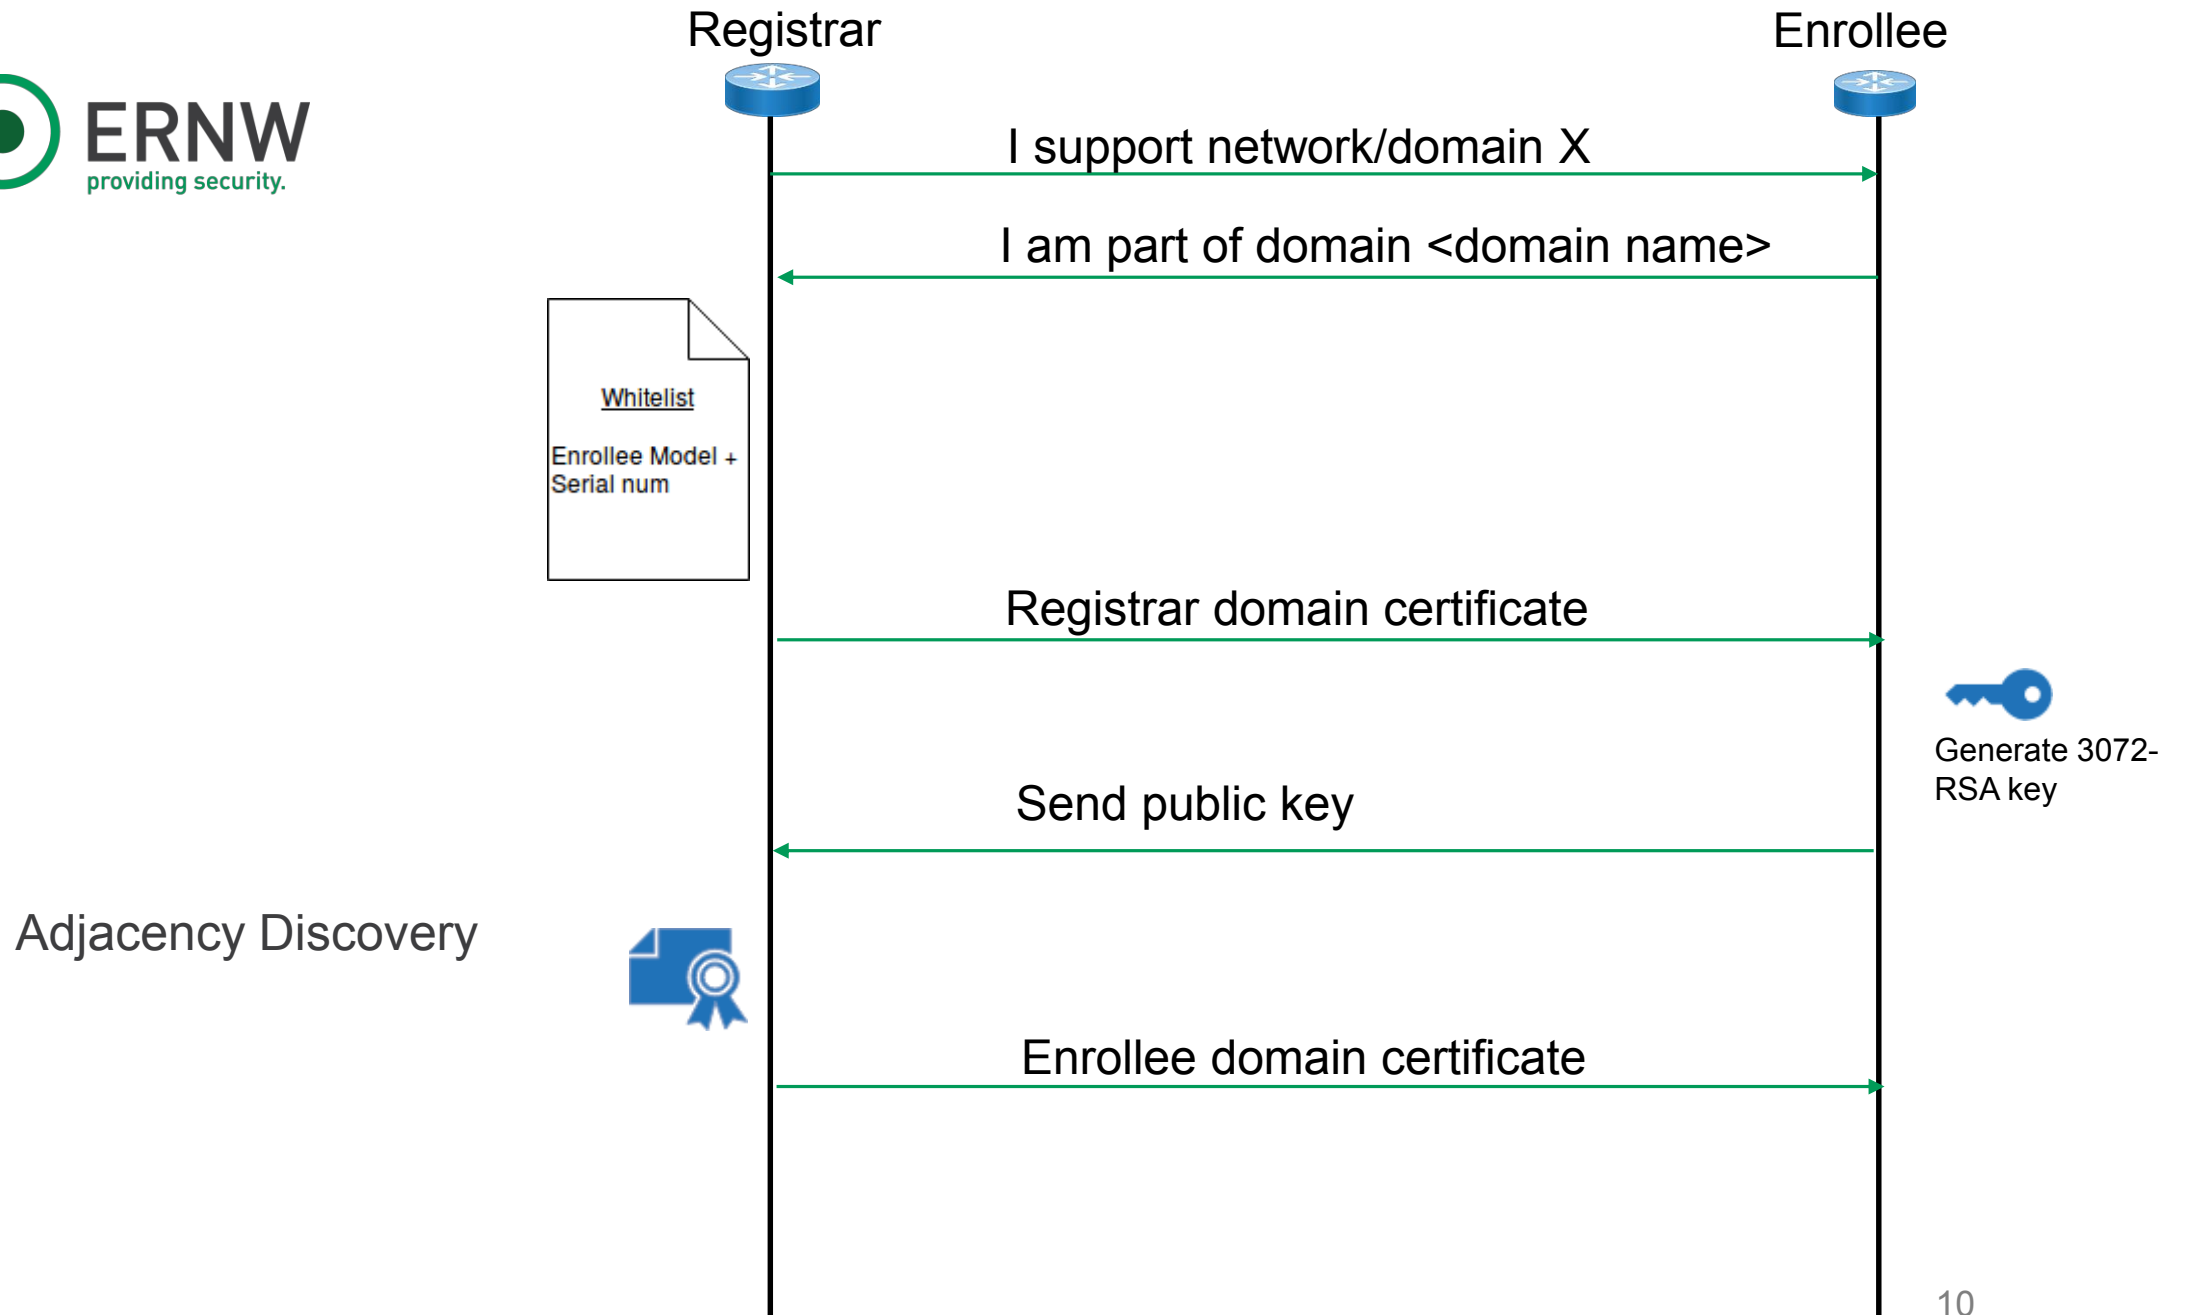 Registrar
Enrollee
ERNW
providing security.
I support network/domain X
I am part of domain <domain name>
Whitelist
Enrollee Model +
Serial num
Registrar domain certificate
Generate 3072-
RSA key
Send public key
Adjacency Discovery
Enrollee domain certificate
10